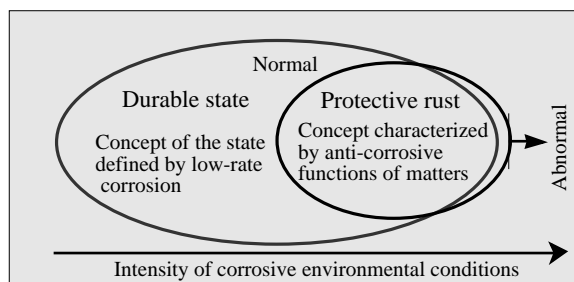 Normal
Durable state
Concept of the state
defined by low-rate
corrosion
Protective rust
Concept characterized
by anti-corrosive
functions of matters
Abnormal
Intensity of corrosive environmental conditions